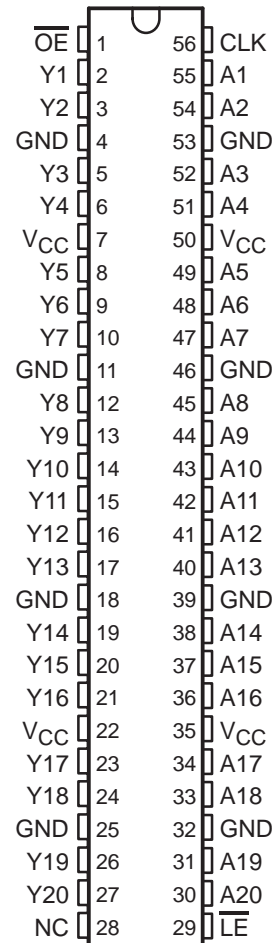 O̅E̅ 1 56 CLK
Y1 2 55 A1
Y2 3 54 A2
GND 4 53 GND
Y3 5 52 A3
Y4 6 51 A4
VCC 7 50 VCC
Y5 8 49 A5
Y6 9 48 A6
Y7 10 47 A7
GND 11 46 GND
Y8 12 45 A8
Y9 13 44 A9
Y10 14 43 A10
Y11 15 42 A11
Y12 16 41 A12
Y13 17 40 A13
GND 18 39 GND
Y14 19 38 A14
Y15 20 37 A15
Y16 21 36 A16
VCC 22 35 VCC
Y17 23 34 A17
Y18 24 33 A18
GND 25 32 GND
Y19 26 31 A19
Y20 27 30 A20
NC 28 29 L̅E̅